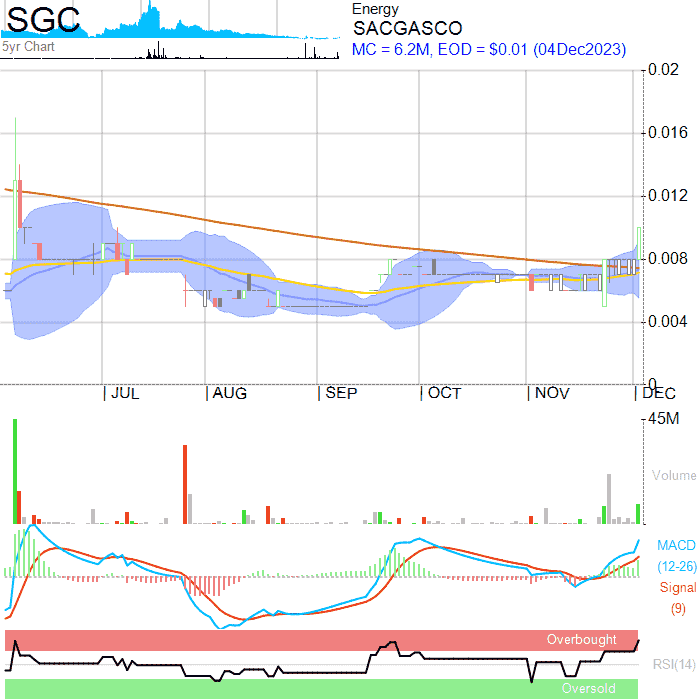 SGC
5yr Chart
Energy
SACGASCO
MC = 6.2M, EOD = $0.01 (04Dec2023)
0.02
0.016
0.012
0.008
0.004
0
JUL
AUG
SEP
OCT
NOV
DEC
45M
Volume
MACD
(12-26)
Signal
(9)
Overbought
RSI(14)
Oversold